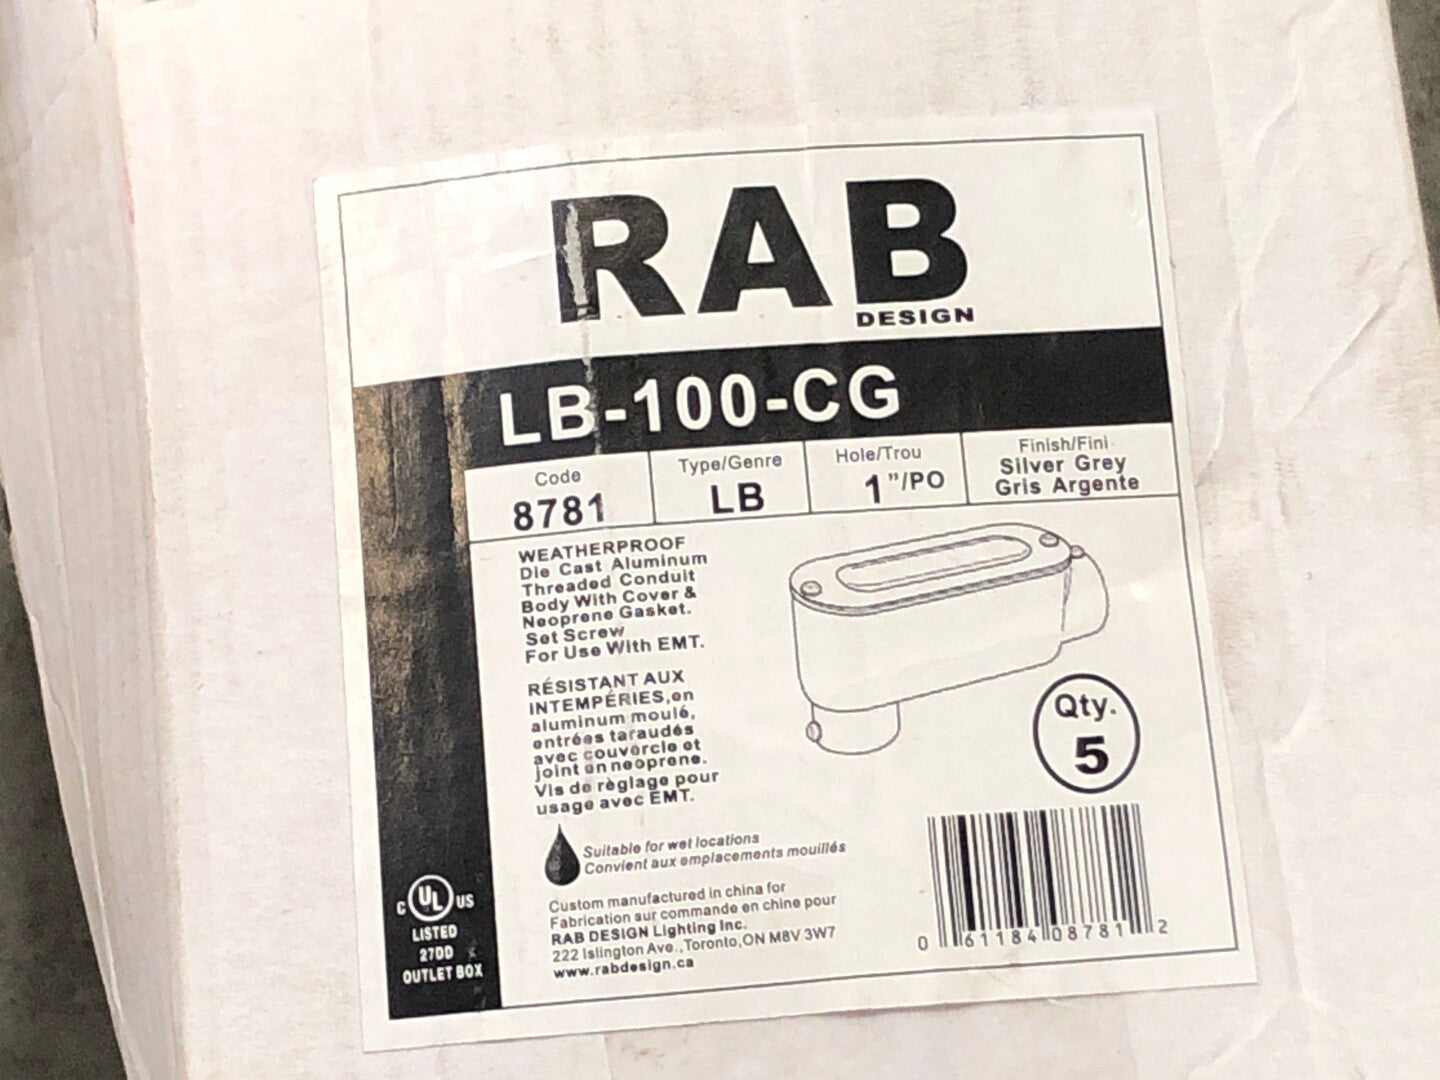 RAB
DESIGN
LB-100-CG
Code
8781
Type/Genre
LB
Hole/Trou
1"/PO
Finish/Fini
Silver Grey
Gris Argente
WEATHERPROOF
Die Cast Aluminum
Threaded Conduit
Body With Cover &
Neoprene Gasket.
Set Screw
For Use With EMT.
RÉSISTANT AUX
INTEMPÉRIES,en
aluminum moulé,
entrées taraudés
avec couvercle et
joint en neoprene.
Vis de règlage pour
usage avec EMT.
Qty.
5
Suitable for wet locations
Convient aux emplacements mouillés
Custom manufactured in china for
Fabrication sur commande en chine pour
RAB DESIGN Lighting Inc.
222 Islington Ave.,Toronto,ON M8V 3W7
www.rabdesign.ca
C UL US
LISTED
27DD
OUTLET BOX
0 61184 08781 2